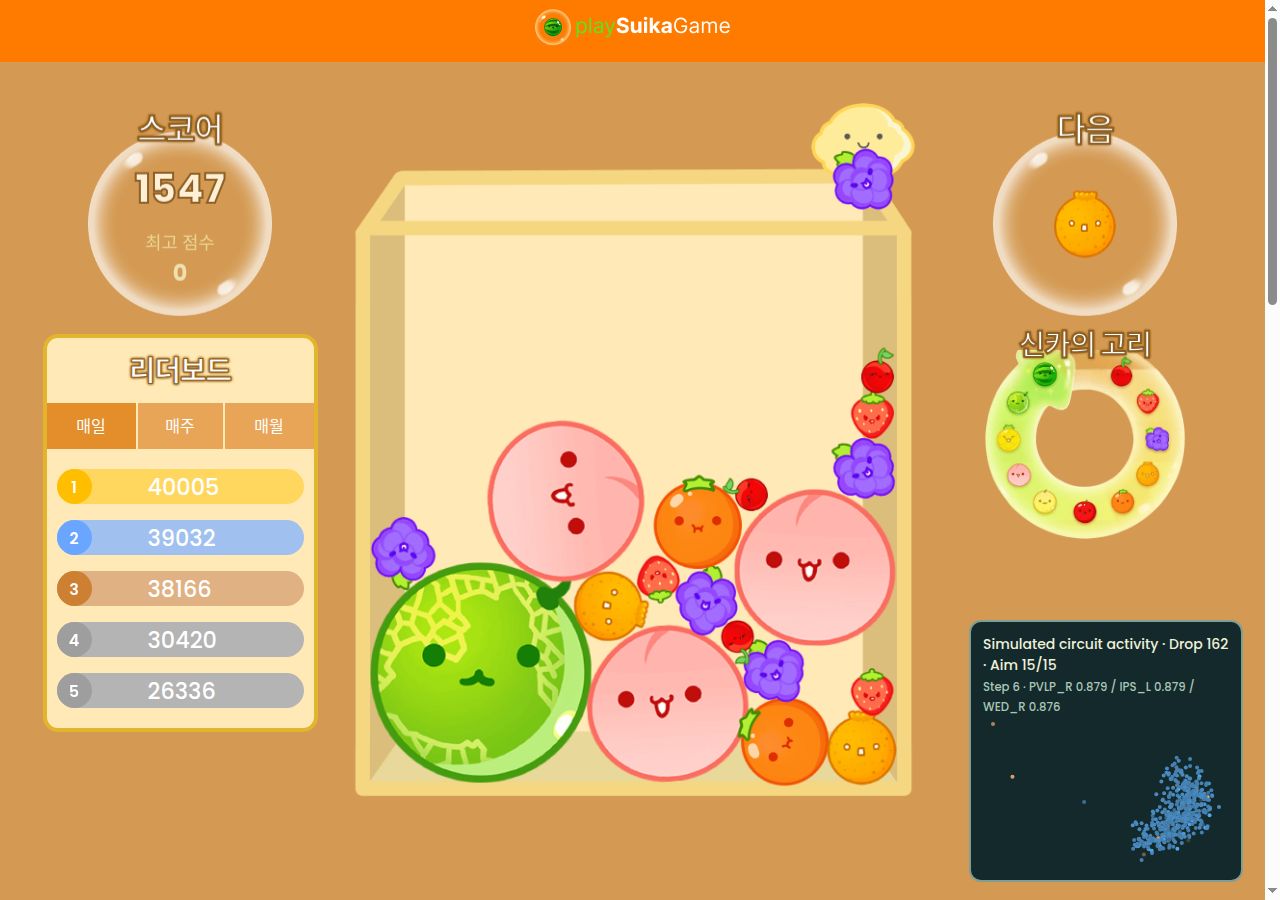 playSuikaGame
스코어
1547
최고 점수
0
다음
리더보드
매일 매주 매월
1 40005
2 39032
3 38166
4 30420
5 26336
신카의 고리
Simulated circuit activity · Drop 162
· Aim 15/15
Step 6 · PVLP_R 0.879 / IPS_L 0.879 /
WED_R 0.876